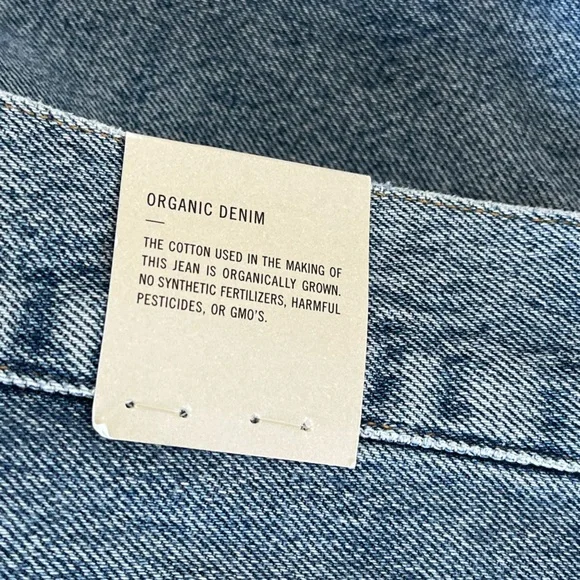 ORGANIC DENIM
THE COTTON USED IN THE MAKING OF
THIS JEAN IS ORGANICALLY GROWN.
NO SYNTHETIC FERTILIZERS, HARMFUL
PESTICIDES, OR GMO'S.